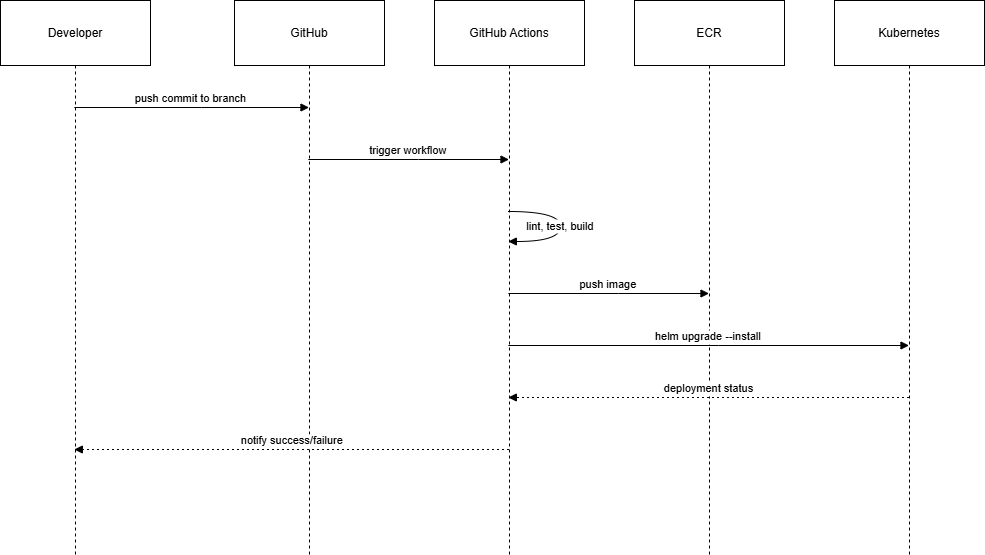 Developer
GitHub
GitHub Actions
ECR
Kubernetes
push commit to branch
trigger workflow
lint, test, build
push image
helm upgrade --install
deployment status
notify success/failure